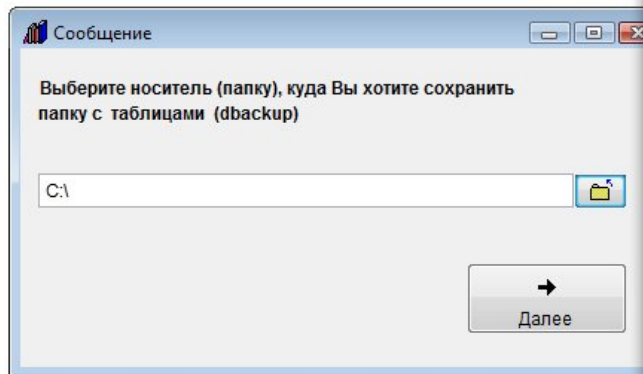 Сообщение
Выберите носитель (папку), куда Вы хотите сохранить
папку с таблицами (dbackup)
C:\
Далее